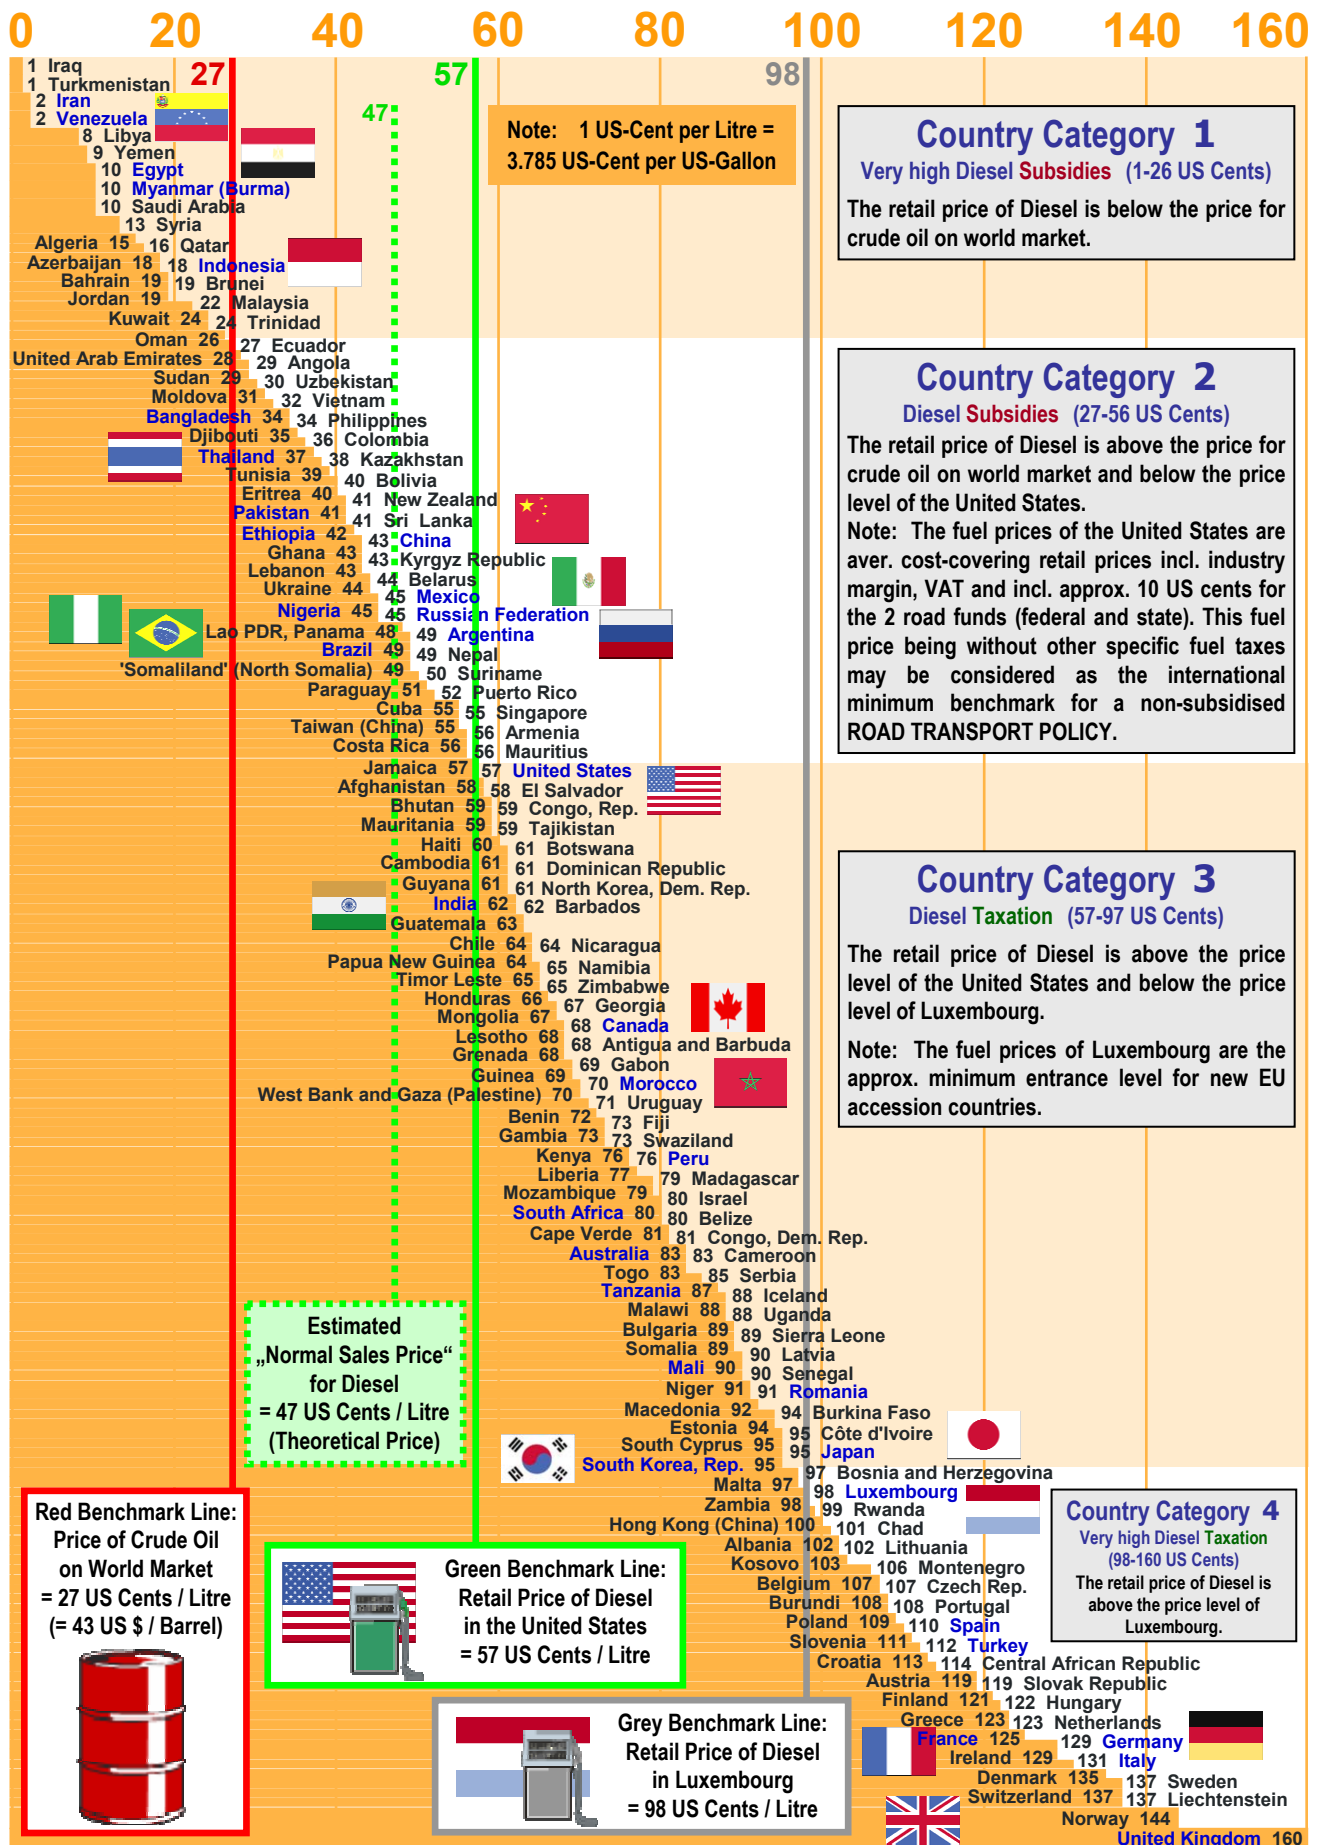 0 20 40 60 80 100 120 140 160
27 57 98
47
1 Iraq
1 Turkmenistan
2 Iran
2 Venezuela
8 Libya
9 Yemen
10 Egypt
10 Myanmar (Burma)
10 Saudi Arabia
13 Syria
Algeria 15
16 Qatar
Azerbaijan 18
18 Indonesia
Bahrain 19
19 Brunei
Jordan 19
22 Malaysia
Kuwait 24
24 Trinidad
Oman 26
27 Ecuador
United Arab Emirates 28
29 Angola
Sudan 29
30 Uzbekistan
Moldova 31
32 Vietnam
Bangladesh 34
34 Philippines
Djibouti 35
36 Colombia
Thailand 37
38 Kazakhstan
Tunisia 39
40 Bolivia
Eritrea 40
41 New Zealand
Pakistan 41
41 Sri Lanka
Ethiopia 42
43 China
Ghana 43
43 Kyrgyz Republic
Lebanon 43
44 Belarus
Ukraine 44
45 Mexico
Nigeria 45
45 Russian Federation
Lao PDR, Panama 48
49 Argentina
Brazil 49
49 Nepal
'Somaliland' (North Somalia) 49
50 Suriname
Paraguay 51
52 Puerto Rico
Cuba 55
55 Singapore
Taiwan (China) 55
56 Armenia
Costa Rica 56
56 Mauritius
Jamaica 57
57 United States
Afghanistan 58
58 El Salvador
Bhutan 59
59 Congo, Rep.
Mauritania 59
59 Tajikistan
Haiti 60
61 Botswana
Cambodia 61
61 Dominican Republic
Guyana 61
61 North Korea, Dem. Rep.
India 62
62 Barbados
Guatemala 63
Chile 64
64 Nicaragua
Papua New Guinea 64
65 Namibia
Timor Leste 65
65 Zimbabwe
Honduras 66
67 Georgia
Mongolia 67
68 Canada
Lesotho 68
68 Antigua and Barbuda
Grenada 68
69 Gabon
Guinea 69
70 Morocco
West Bank and Gaza (Palestine) 70
71 Uruguay
Benin 72
73 Fiji
Gambia 73
73 Swaziland
Kenya 76
76 Peru
Liberia 77
79 Madagascar
Mozambique 79
80 Israel
South Africa 80
80 Belize
Cape Verde 81
81 Congo, Dem. Rep.
Australia 83
83 Cameroon
Togo 83
85 Serbia
Tanzania 87
88 Iceland
Malawi 88
88 Uganda
Bulgaria 89
89 Sierra Leone
Somalia 89
90 Latvia
Mali 90
90 Senegal
Niger 91
91 Romania
Macedonia 92
94 Burkina Faso
Estonia 94
95 Côte d'Ivoire
South Cyprus 95
95 Japan
South Korea, Rep. 95
97 Bosnia and Herzegovina
Malta 97
98 Luxembourg
Zambia 98
99 Rwanda
Hong Kong (China) 100
101 Chad
Albania 102
102 Lithuania
Kosovo 103
106 Montenegro
Belgium 107
107 Czech Rep.
Burundi 108
108 Portugal
Poland 109
110 Spain
Slovenia 111
112 Turkey
Croatia 113
114 Central African Republic
Austria 119
119 Slovak Republic
Finland 121
122 Hungary
Greece 123
123 Netherlands
France 125
129 Germany
Ireland 129
131 Italy
Denmark 135
137 Sweden
Switzerland 137
137 Liechtenstein
Norway 144
United Kingdom 160
Note: 1 US-Cent per Litre =
3.785 US-Cent per US-Gallon
Country Category 1
Very high Diesel Subsidies (1-26 US Cents)
The retail price of Diesel is below the price for
crude oil on world market.
Country Category 2
Diesel Subsidies (27-56 US Cents)
The retail price of Diesel is above the price for
crude oil on world market and below the price
level of the United States.
Note: The fuel prices of the United States are
aver. cost-covering retail prices incl. industry
margin, VAT and incl. approx. 10 US cents for
the 2 road funds (federal and state). This fuel
price being without other specific fuel taxes
may be considered as the international
minimum benchmark for a non-subsidised
ROAD TRANSPORT POLICY.
Country Category 3
Diesel Taxation (57-97 US Cents)
The retail price of Diesel is above the price
level of the United States and below the price
level of Luxembourg.
Note: The fuel prices of Luxembourg are the
approx. minimum entrance level for new EU
accession countries.
Country Category 4
Very high Diesel Taxation
(98-160 US Cents)
The retail price of Diesel is
above the price level of
Luxembourg.
Estimated
„Normal Sales Price“
for Diesel
= 47 US Cents / Litre
(Theoretical Price)
Red Benchmark Line:
Price of Crude Oil
on World Market
= 27 US Cents / Litre
(= 43 US $ / Barrel)
Green Benchmark Line:
Retail Price of Diesel
in the United States
= 57 US Cents / Litre
Grey Benchmark Line:
Retail Price of Diesel
in Luxembourg
= 98 US Cents / Litre